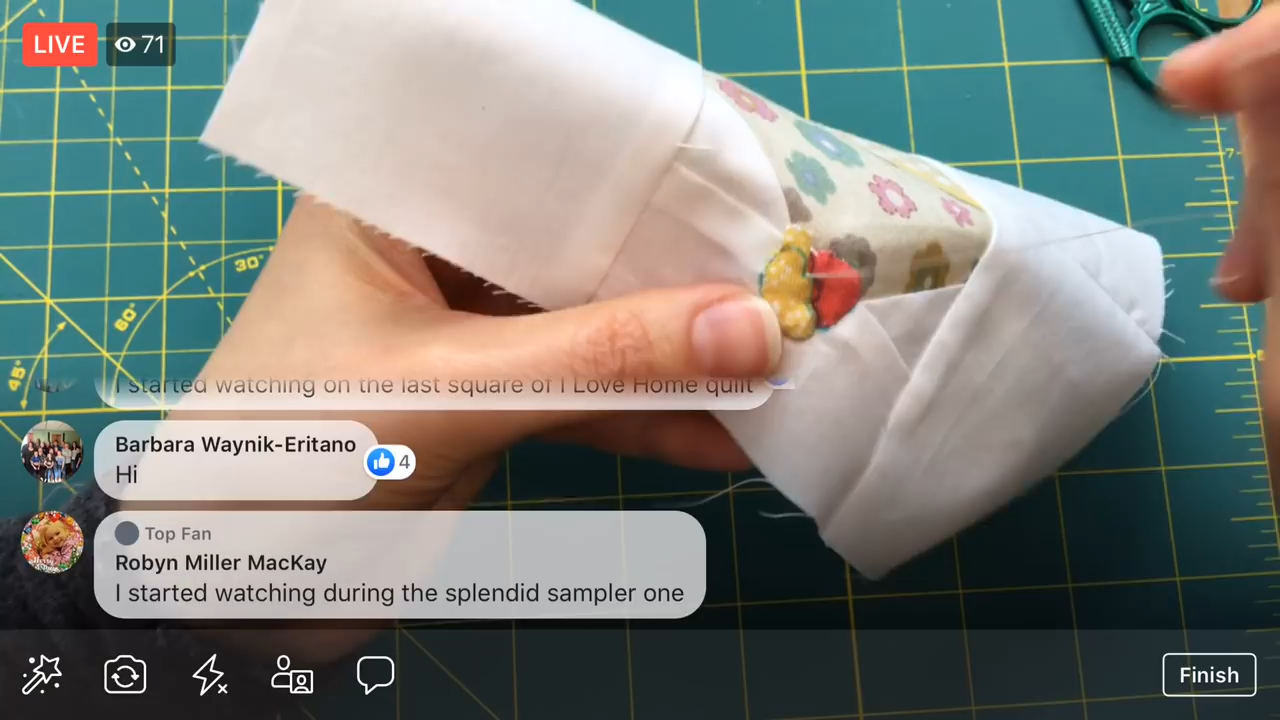 LIVE
71
7
30°
60°
45°
I started watching on the last square of I Love Home quilt
Barbara Waynik-Eritano
4
Hi
Top Fan
Robyn Miller MacKay
I started watching during the splendid sampler one
Finish